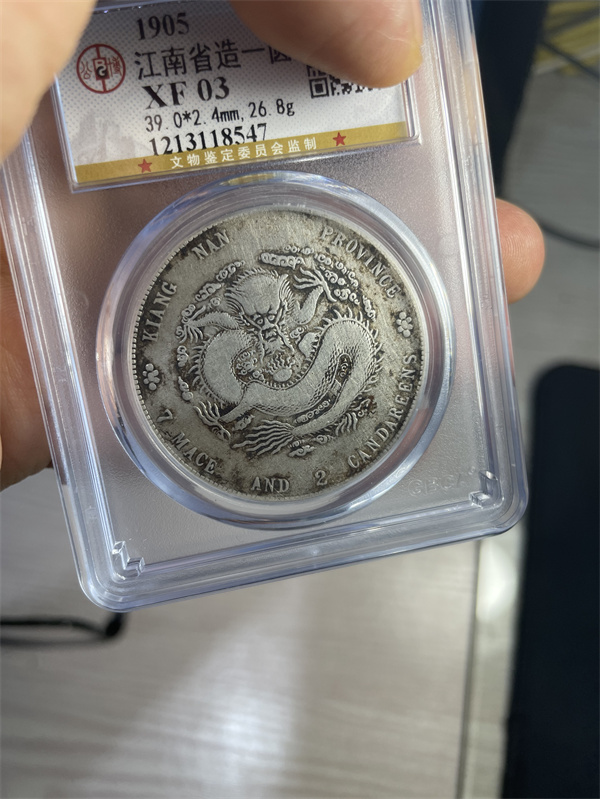 1905
江南省造一
XF 03
39.0*2.4mm,26.8g
1213118547
★ 文物鉴定委员会监制 ★
KIANG NAN PROVINCE
7 MACE AND 2 CANDAREENS